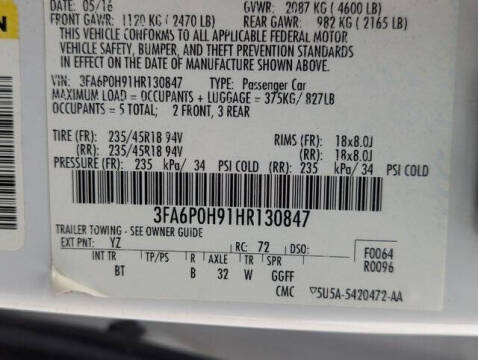 DATE: 05/16 GVWR: 2087 KG ( 4600 LB)
FRONT GAWR: 1120 KG ( 2470 LB) REAR GAWR: 982 KG ( 2165 LB)
THIS VEHICLE CONFORMS TO ALL APPLICABLE FEDERAL MOTOR
VEHICLE SAFETY, BUMPER, AND THEFT PREVENTION STANDARDS
IN EFFECT ON THE DATE OF MANUFACTURE SHOWN ABOVE.
VIN: 3FA6P0H91HR130847 TYPE: Passenger Car
MAXIMUM LOAD = OCCUPANTS + LUGGAGE = 375KG/ 827LB
OCCUPANTS = 5 TOTAL; 2 FRONT, 3 REAR
TIRE (FR): 235/45R18 94V RIMS (FR): 18x8.0J
(RR): 235/45R18 94V (RR): 18x8.0J
PRESSURE (FR): 235 kPa/ 34 PSI COLD (RR): 235 kPa/ 34 PSI COLD
3FA6P0H91HR130847
TRAILER TOWING - SEE OWNER GUIDE
EXT PNT: YZ RC: 72 DSO: F0064
INT TR TP/PS R AXLE TR SPR R0096
BT B 32 W GGFF
CMC 5U5A-5420472-AA